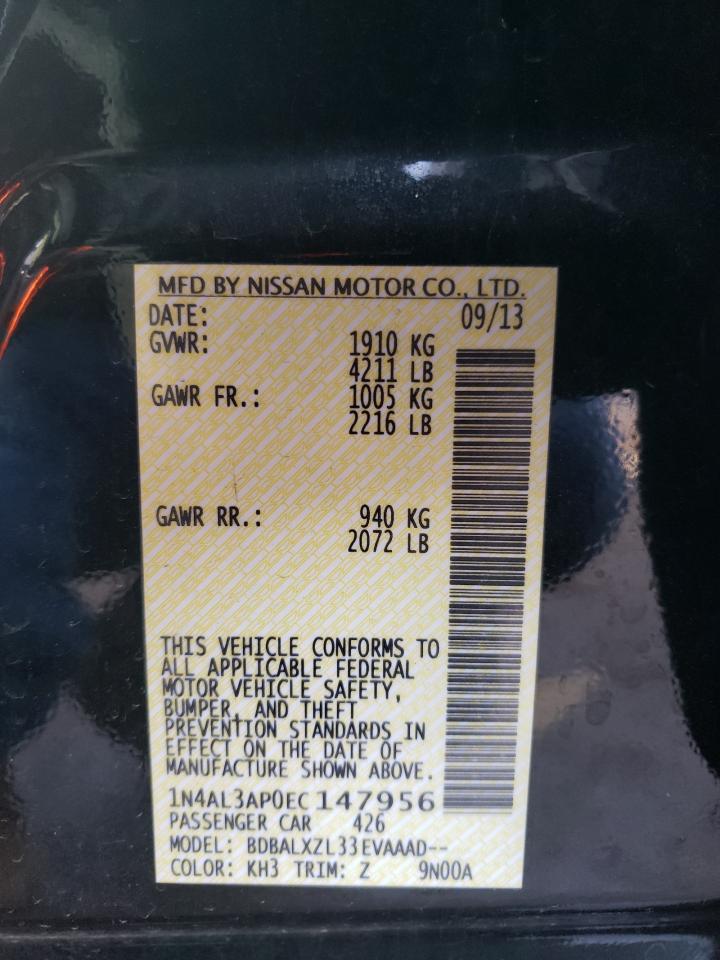 MFD BY NISSAN MOTOR CO., LTD.
DATE: 09/13
GVWR: 1910 KG
4211 LB
GAWR FR.: 1005 KG
2216 LB
GAWR RR.: 940 KG
2072 LB
THIS VEHICLE CONFORMS TO
ALL APPLICABLE FEDERAL
MOTOR VEHICLE SAFETY,
BUMPER, AND THEFT
PREVENTION STANDARDS IN
EFFECT ON THE DATE OF
MANUFACTURE SHOWN ABOVE.
1N4AL3AP0EC147956
PASSENGER CAR 426
MODEL: BDBALXZL33EVAAAD--
COLOR: KH3 TRIM: Z 9N00A